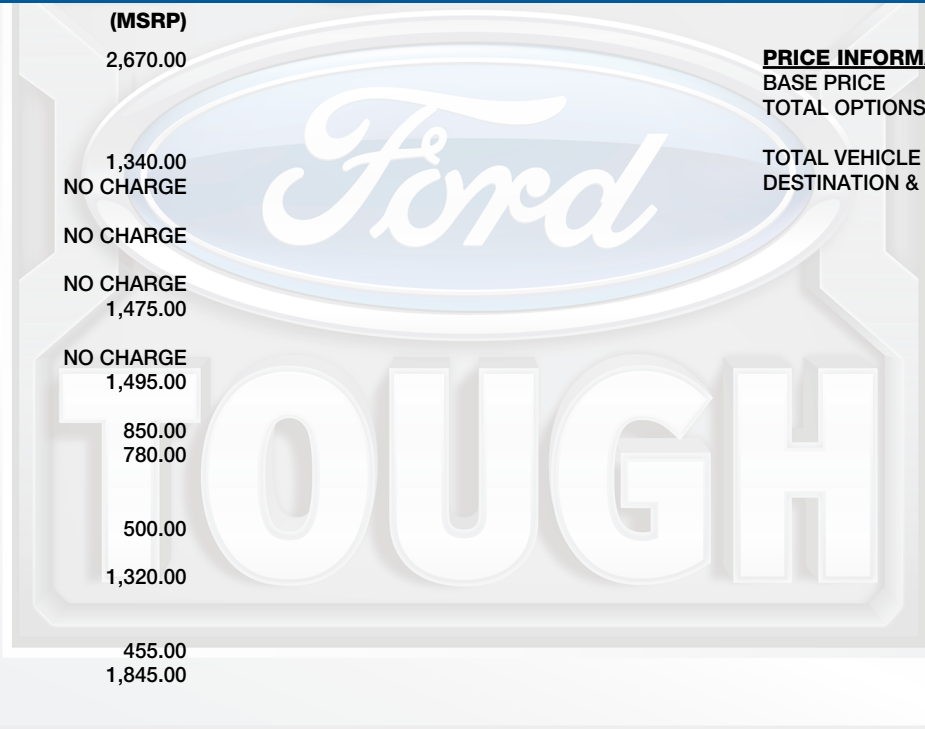 (MSRP)
2,670.00
1,340.00
NO CHARGE
NO CHARGE
NO CHARGE
1,475.00
NO CHARGE
1,495.00
850.00
780.00
500.00
1,320.00
455.00
1,845.00
PRICE INFORM
BASE PRICE
TOTAL OPTIONS
TOTAL VEHICLE
DESTINATION &
Ford
TOUGH